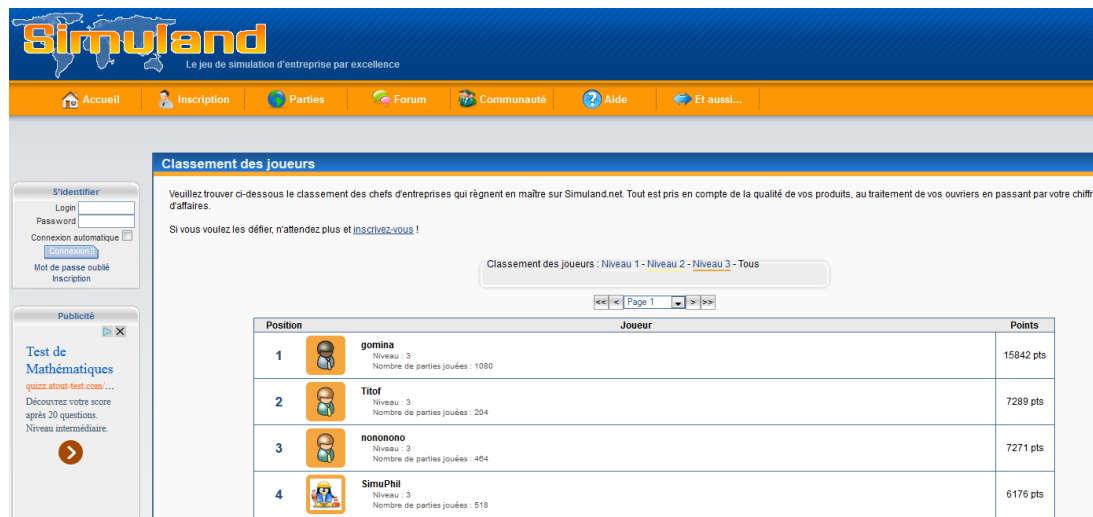 Simuland
Le jeu de simulation d'entreprise par excellence
Accueil
Inscription
Parties
Forum
Communauté
Aide
Et aussi...
S'identifier
Login
Password
Connexion automatique
Connexion
Mot de passe oublié
Inscription
Publicité
Test de
Mathématiques
quizz.atout-test.com/...
Découvrez votre score
après 20 questions.
Niveau intermédiaire.
Classement des joueurs
Veuillez trouver ci-dessous le classement des chefs d'entreprises qui règnent en maître sur Simuland.net. Tout est pris en compte de la qualité de vos produits, au traitement de vos ouvriers en passant par votre chiffr
d'affaires.
Si vous voulez les défier, n'attendez plus et inscrivez-vous !
Classement des joueurs : Niveau 1 - Niveau 2 - Niveau 3 - Tous
<< < Page 1 > >>
Position Joueur Points
1 gomina 15842 pts
Niveau : 3
Nombre de parties jouées : 1080
2 Titof 7289 pts
Niveau : 3
Nombre de parties jouées : 204
3 nononono 7271 pts
Niveau : 3
Nombre de parties jouées : 464
4 SimuPhil 6176 pts
Niveau : 3
Nombre de parties jouées : 518